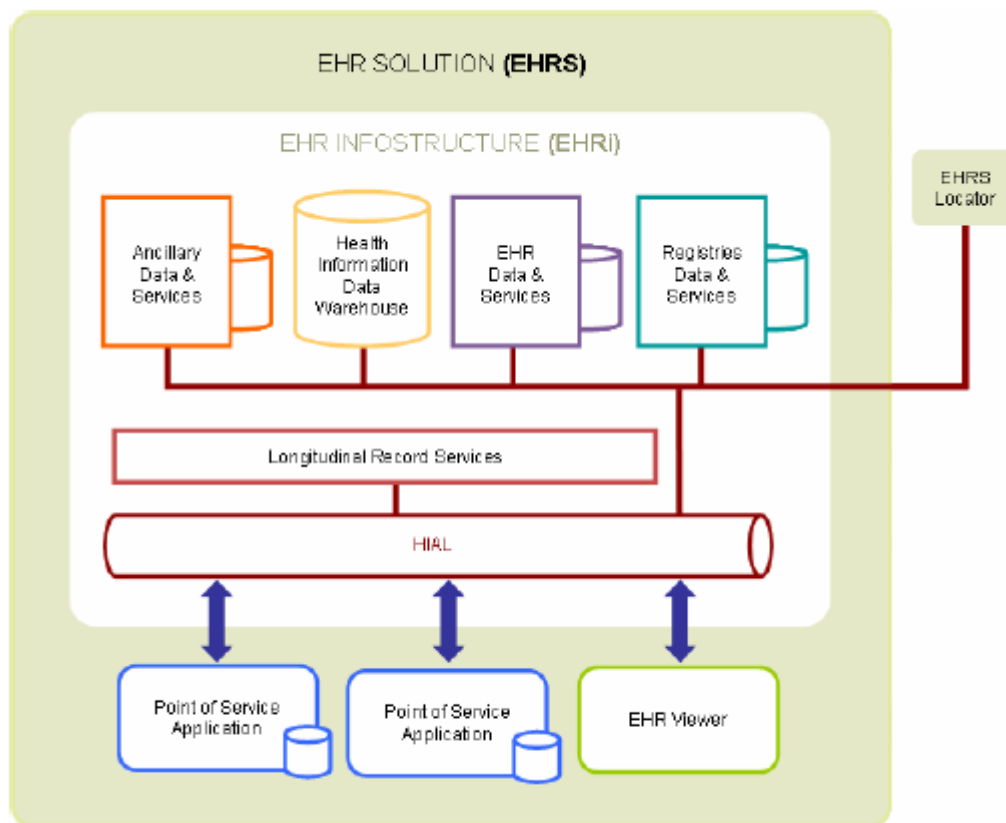 EHR SOLUTION (EHRS)
EHR INFOSTRUCTURE (EHRi)
EHRS
Locator
Ancillary
Data &
Services
Health
Information
Data
Warehouse
EHR
Data &
Services
Registries
Data &
Services
Longitudinal Record Services
HIAL
Point of Service
Application
Point of Service
Application
EHR Viewer